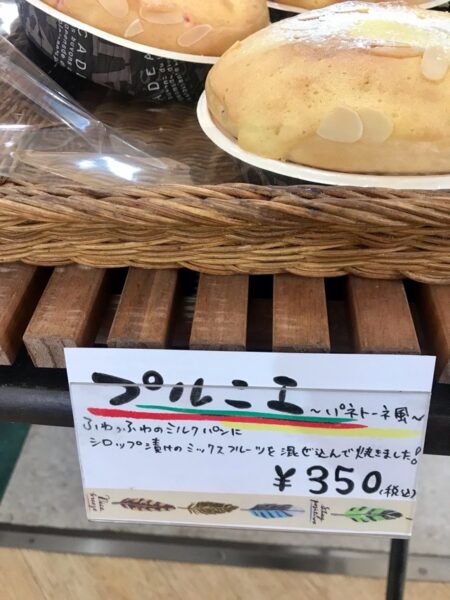 プルニエ ~パネトーネ風~
ふわっふわのミルクパンに
シロップ漬けのミックスフルーツを混ぜ込んで焼きました!
¥350(税込)